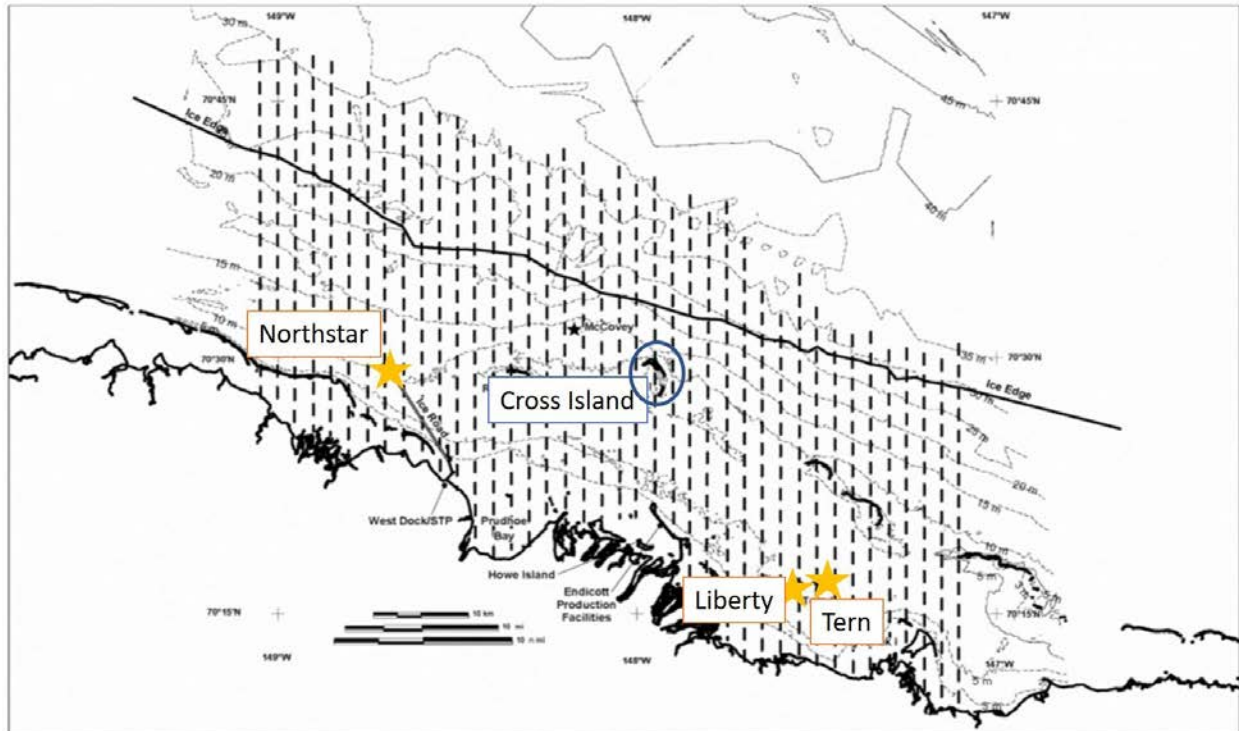 149°W
148°W
147°W
30 m
45 m
70°45'N
70°45'N
Ice Edge
20 m
40 m
15 m
10 m
5 m
Northstar
McCovey
70°30'N
35 m
70°30'N
30 m
Ice Edge
Cross Island
Ice Road
25 m
20 m
15 m
West Dock/STP
Prudhoe
Bay
10 m
Howe Island
5 m
Endicott
Production
Facilities
Liberty
Tern
70°15'N
70°15'N
10 km
10 mi
10 n mi
149°W
148°W
147°W
5 m
5 m